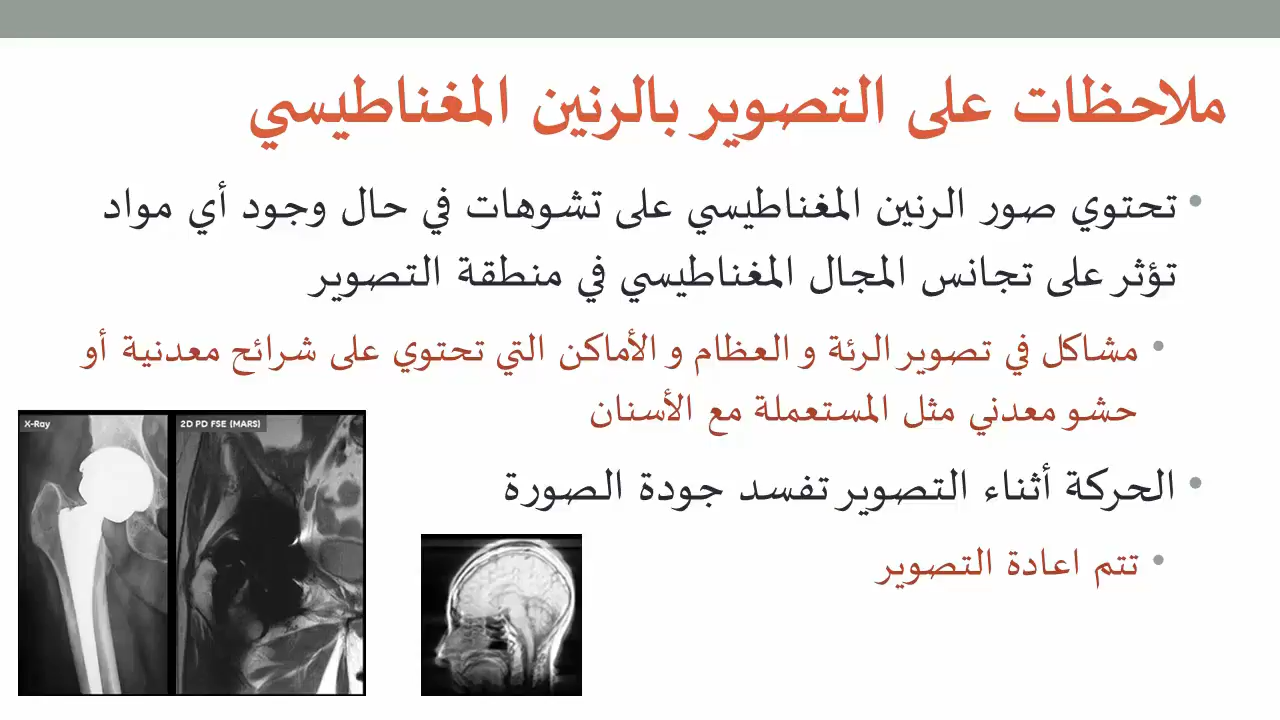 ملاحظات على التصوير بالرنين المغناطيسي
• تحتوي صور الرنين المغناطيسي على تشوهات في حال وجود أي مواد
تؤثر على تجانس المجال المغناطيسي في منطقة التصوير
• مشاكل في تصوير الرئة و العظام و الأماكن التي تحتوي على شرائح معدنية أو
حشو معدني مثل المستعملة مع الأسنان
• الحركة أثناء التصوير تفسد جودة الصورة
• تتم اعادة التصوير
X-Ray
2D PD FSE (MARS)